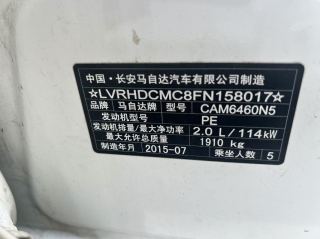 中国·长安马自达汽车有限公司制造
☆LVRHDCMC8FN158017☆
品牌 马自达牌 型号 CAM6460N5
发动机型号 PE
发动机排量/最大净功率 2.0 L/114kW
最大允许总质量 1910 kg
制造年月 2015-07 乘坐人数 5